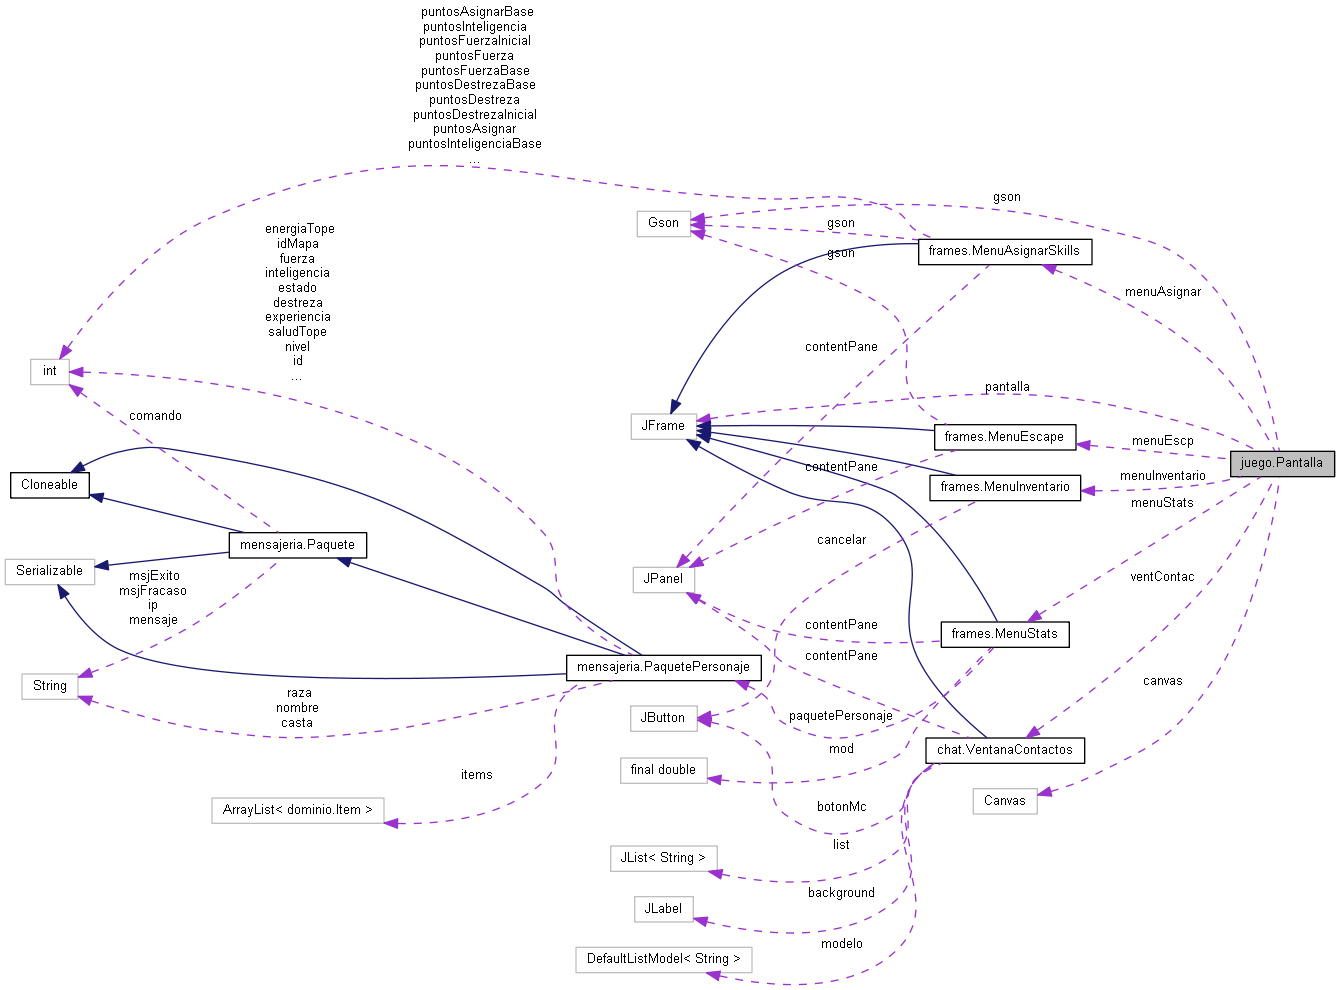 puntosAsignarBase
puntosInteligencia
puntosFuerzaInicial
puntosFuerza
puntosFuerzaBase
puntosDestrezaBase
puntosDestreza
puntosDestrezaInicial
puntosAsignar
puntosInteligenciaBase
...
gson
Gson
gson
frames.MenuAsignarSkills
gson
energiaTope
idMapa
fuerza
inteligencia
estado
destreza
experiencia
saludTope
nivel
id
...
menuAsignar
contentPane
int
pantalla
comando
JFrame
frames.MenuEscape
menuEscp
juego.Pantalla
contentPane
menuInventario
frames.MenuInventario
menuStats
Cloneable
cancelar
mensajeria.Paquete
Serializable
msjExito
msjFracaso
ip
mensaje
JPanel
ventContac
contentPane
frames.MenuStats
contentPane
mensajeria.PaquetePersonaje
canvas
String
raza
nombre
casta
JButton
paquetePersonaje
mod
chat.VentanaContactos
final double
items
Canvas
ArrayList< dominio.Item >
botonMc
list
JList< String >
background
JLabel
modelo
DefaultListModel< String >